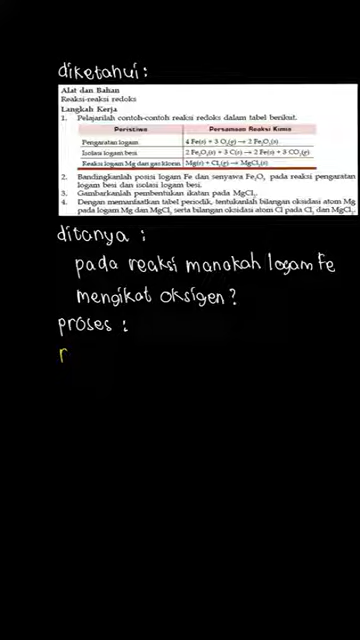 diketahui :
Alat dan Bahan
Reaksi-reaksi redoks
Langkah Kerja
1. Pelajarilah contoh-contoh reaksi redoks dalam tabel berikut.
Peristiwa Persamaan Reaksi Kimia
Pengaratan logam 4 Fe(s) + 3 O₂(g) → 2 Fe₂O₃(s)
Isolasi logam besi 2 Fe₂O₃(s) + 3 C(s) → 2 Fe(s) + 3 CO₂(g)
Reaksi logam Mg dan gas klorin Mg(s) + Cl₂(g) → MgCl₂(s)
2. Bandingkanlah posisi logam Fe dan senyawa Fe₂O₃ pada reaksi pengaratan
logam besi dan isolasi logam besi.
3. Gambarkanlah pembentukan ikatan pada MgCl₂.
4. Dengan memanfaatkan tabel periodik, tentukanlah bilangan oksidasi atom Mg
pada logam Mg dan MgCl₂ serta bilangan oksidasi atom Cl pada Cl₂ dan MgCl₂.
ditanya :
pada reaksi manakah logam Fe
mengikat oksigen?
proses :
r